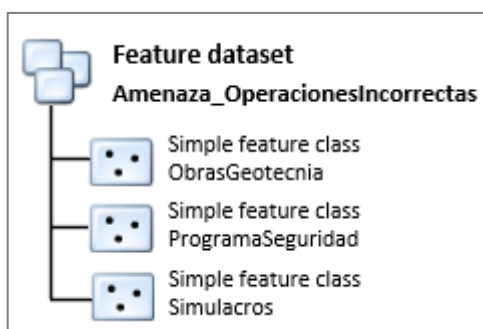 Feature dataset
Amenaza_OperacionesIncorrectas
Simple feature class
ObrasGeotecnia
Simple feature class
ProgramaSeguridad
Simple feature class
Simulacros